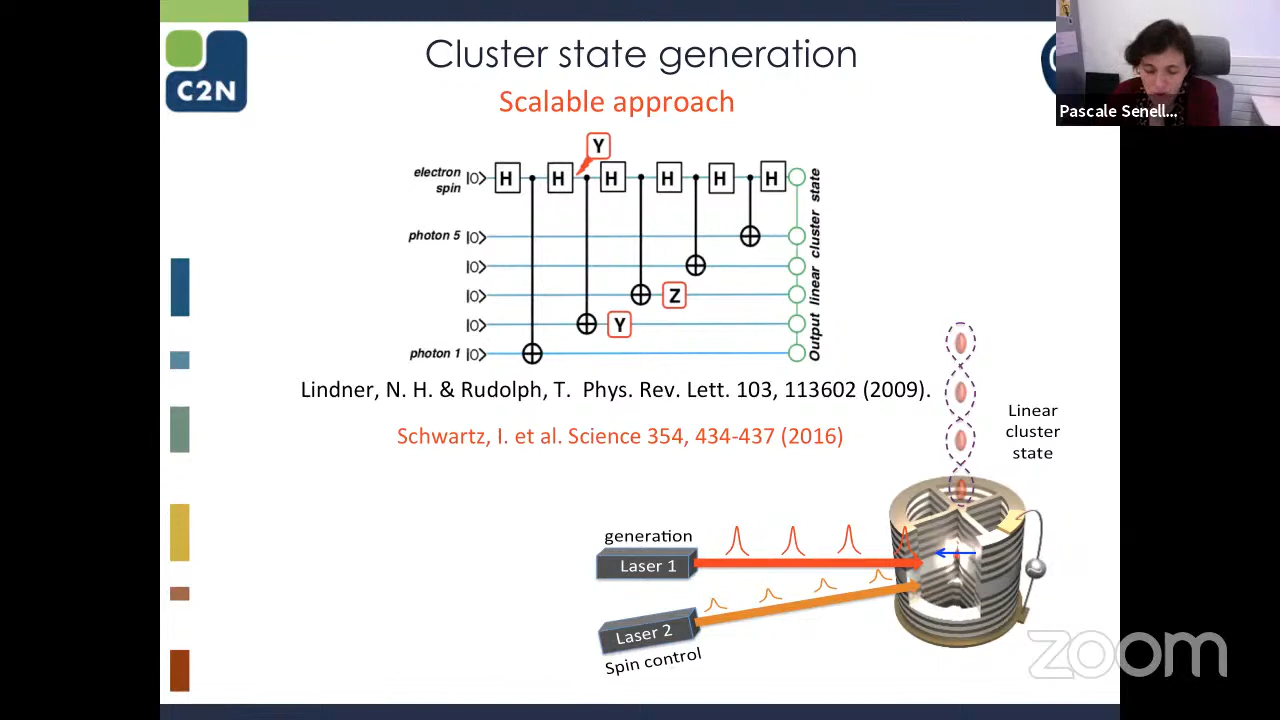 C2N
Cluster state generation
Scalable approach
Pascale Senell...
Y
electron
spin
|0> H H H H H H
photon 5 |0>
|0>
|0> Z
|0> Y
photon 1 |0>
Output linear cluster state
Lindner, N. H. & Rudolph, T. Phys. Rev. Lett. 103, 113602 (2009).
Schwartz, I. et al. Science 354, 434-437 (2016)
Linear
cluster
state
generation
Laser 1
Laser 2
Spin control
zoom